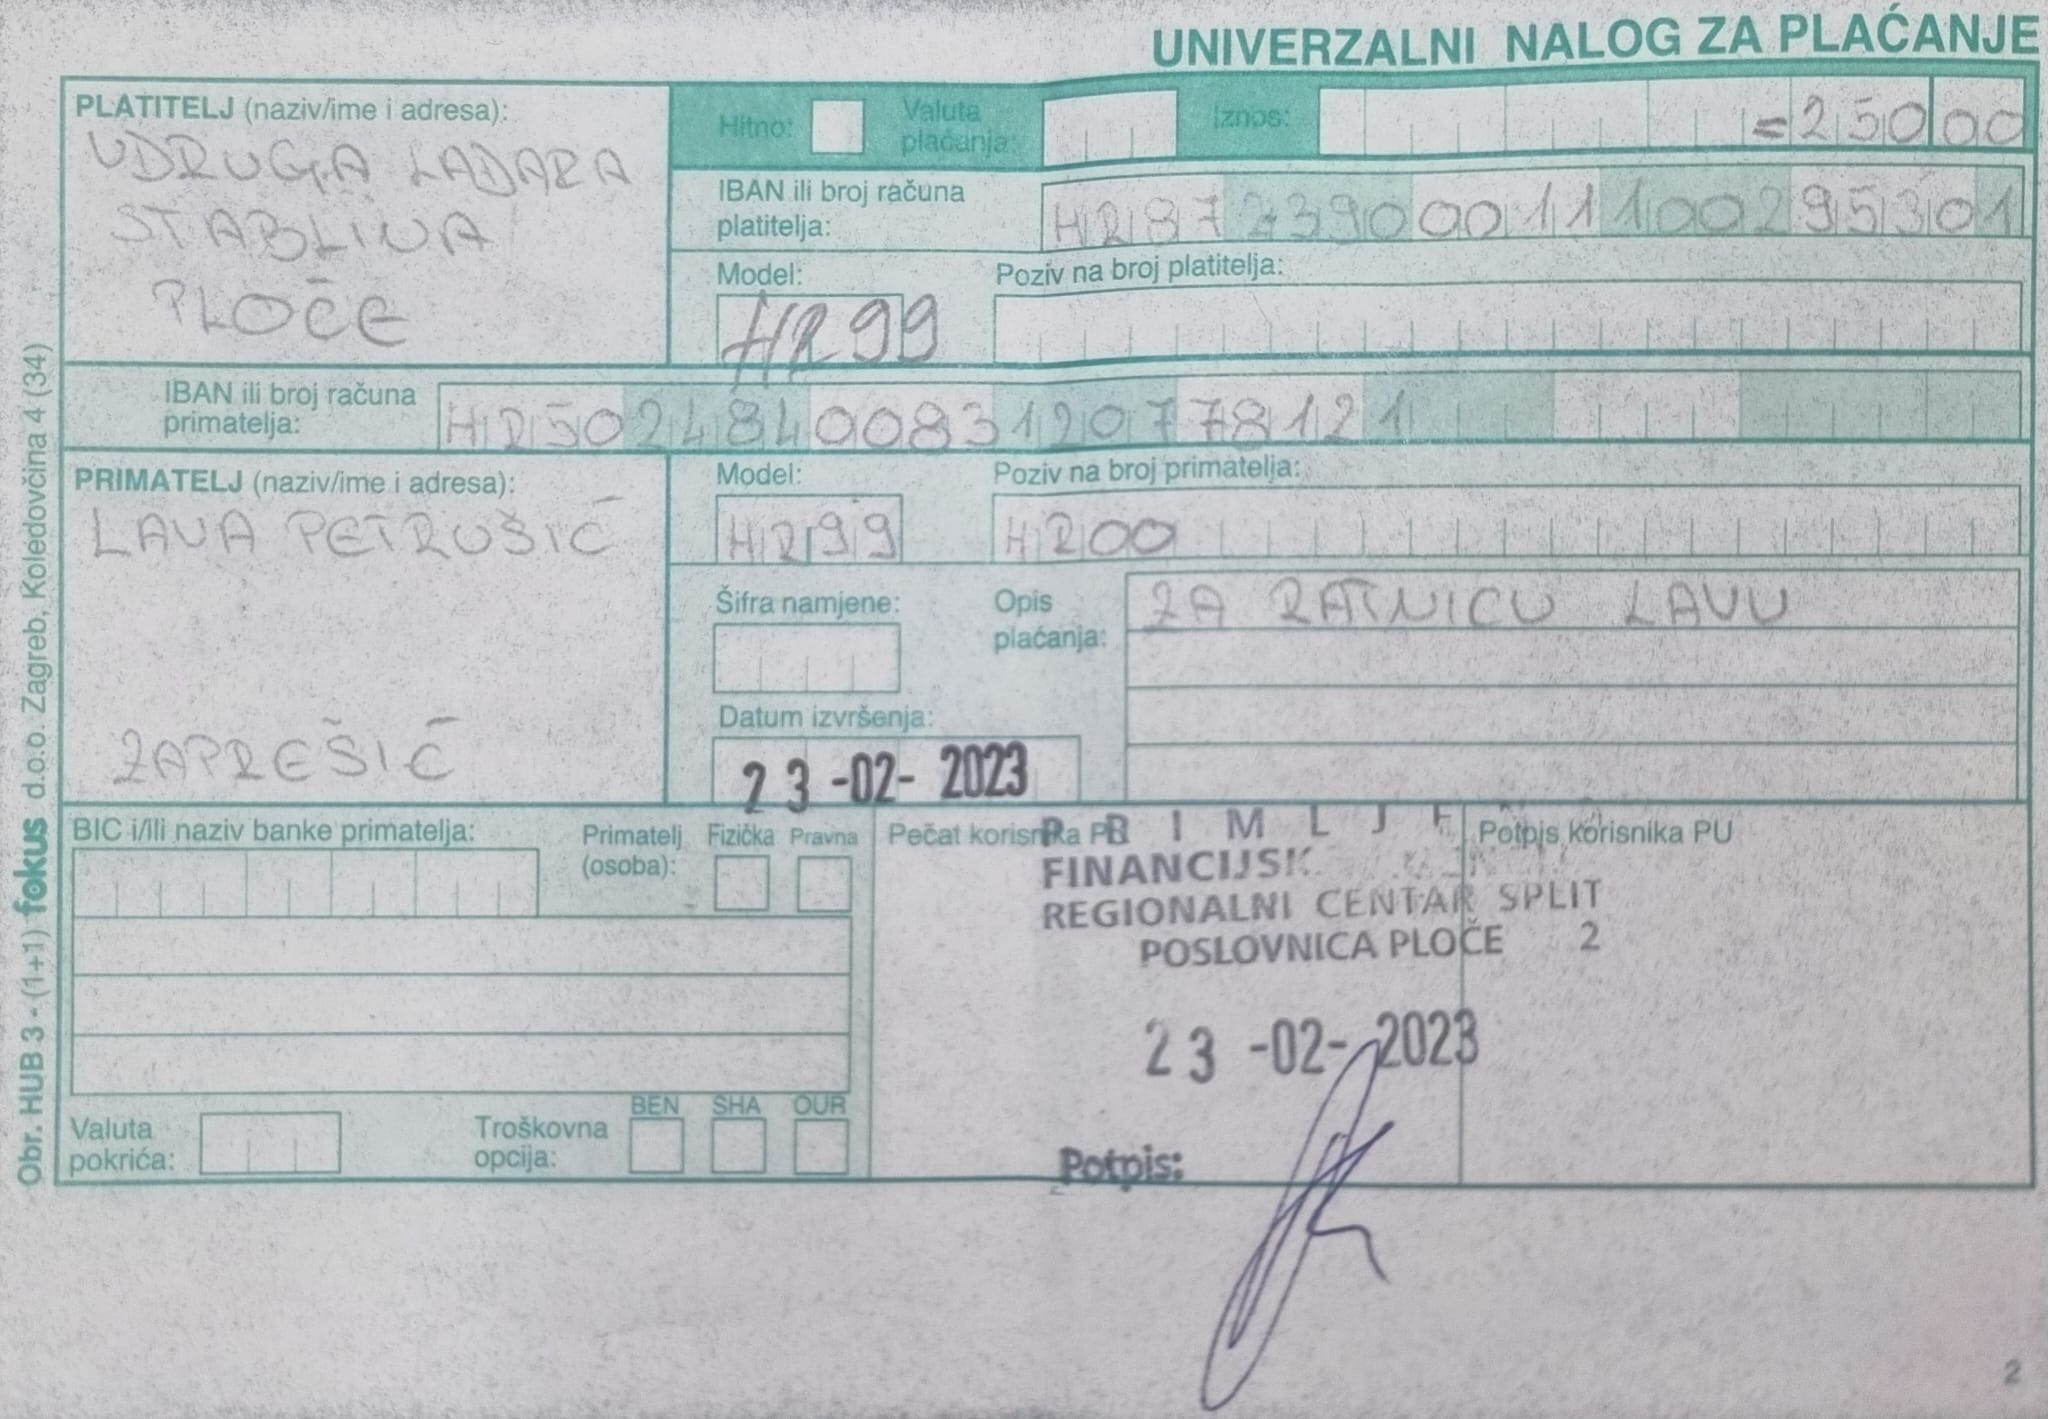 UNIVERZALNI NALOG ZA PLAĆANJE
PLATITELJ (naziv/ime i adresa):
UDRUGA LAĐARA
STABLINA
PLOČE
Hitno:
Valuta plaćanja:
Iznos:
=25000
IBAN ili broj računa platitelja:
HR8723900011100295301
Model:
HR99
Poziv na broj platitelja:
IBAN ili broj računa primatelja:
HR5024840083120778121
PRIMATELJ (naziv/ime i adresa):
LAVA PETRUŠIĆ
ZAPREŠIĆ
Model:
HR99
Poziv na broj primatelja:
HR00
Šifra namjene:
Opis plaćanja:
ZA RATNICU LAVU
Datum izvršenja:
23-02-2023
BIC i/ili naziv banke primatelja:
Primatelj (osoba):
Fizička
Pravna
Pečat korisnika PU
Potpis korisnika PU
P R I M L J E
REGIONALNI CENTAR SPLIT
POSLOVNICA PLOČE 2
23-02-2023
Potpis:
Valuta pokrića:
Troškovna opcija:
BEN
SHA
OUR
Obr. HUB 3 - (1+1) fokus d.o.o. Zagreb, Koledovčina 4 (34)
2